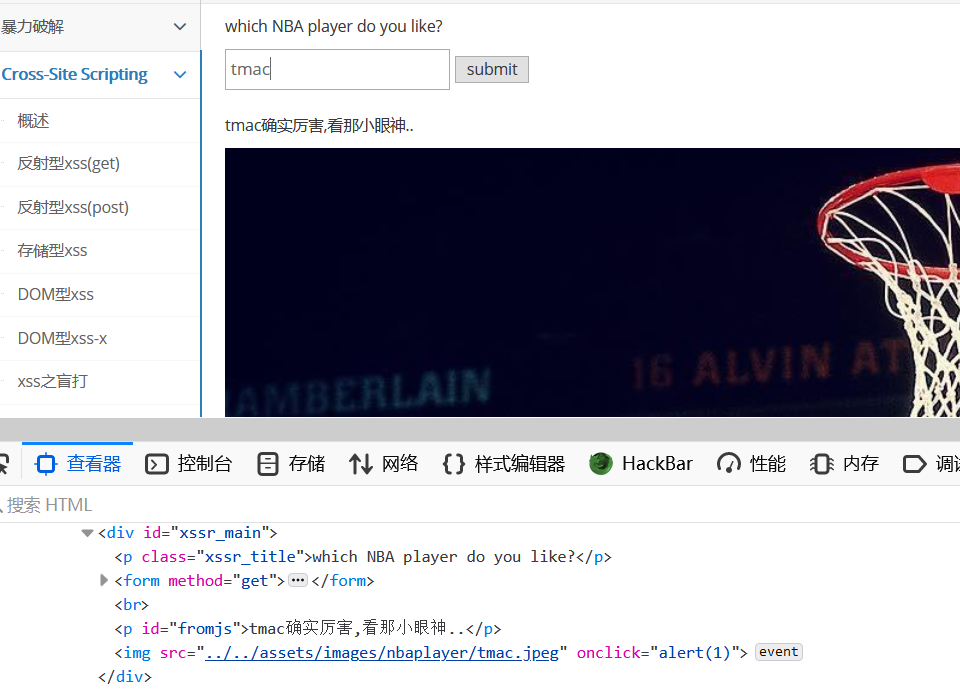 暴力破解
Cross-Site Scripting
概述
反射型xss(get)
反射型xss(post)
存储型xss
DOM型xss
DOM型xss-x
xss之盲打
which NBA player do you like?
tmac submit
tmac确实厉害,看那小眼神..
AMBERLAIN
16 ALVIN AT
查看器 控制台 存储 网络 {} 样式编辑器 HackBar 性能 内存
搜索 HTML
<div id="xssr_main">
<p class="xssr_title">which NBA player do you like?</p>
<form method="get">…</form>
<br>
<p id="fromjs">tmac确实厉害,看那小眼神..</p>
<img src="../../assets/images/nbaplayer/tmac.jpeg" onclick="alert(1)"> event
</div>